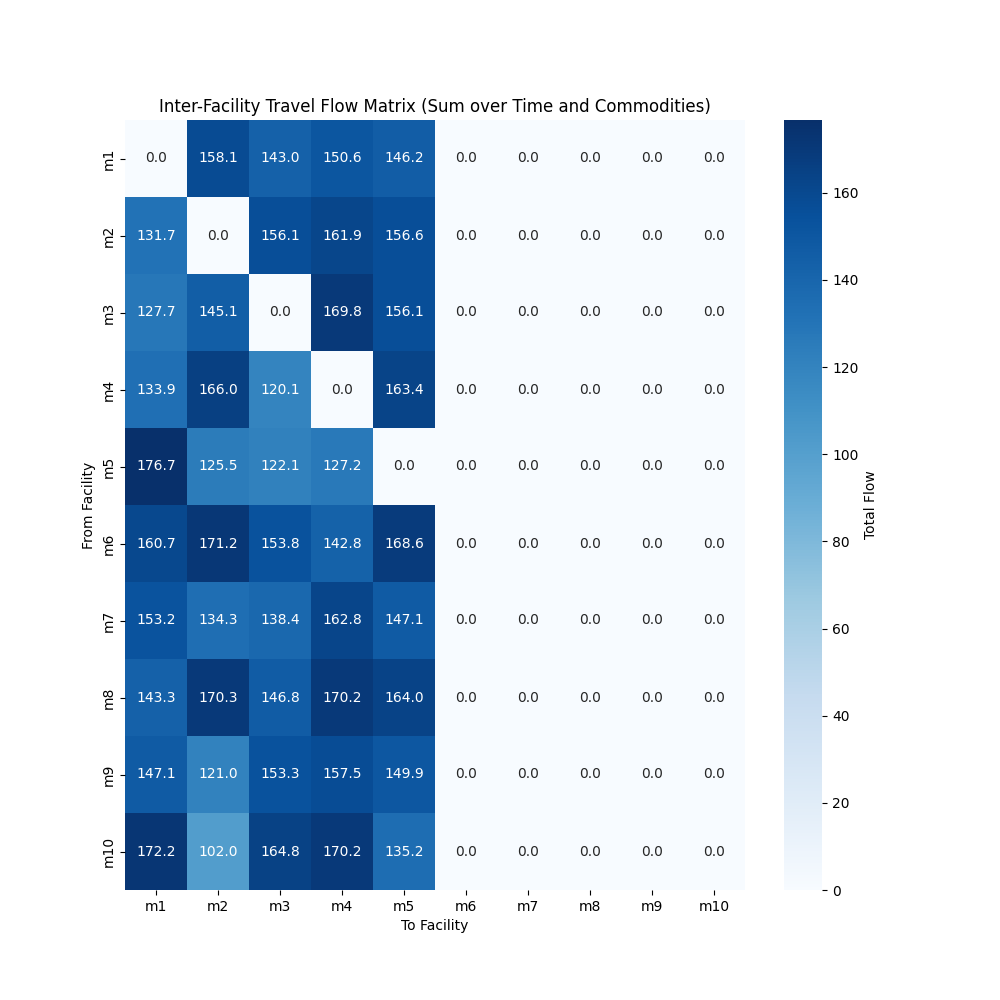 Inter-Facility Travel Flow Matrix (Sum over Time and Commodities)
m1 0.0 158.1 143.0 150.6 146.2 0.0 0.0 0.0 0.0 0.0
m2 131.7 0.0 156.1 161.9 156.6 0.0 0.0 0.0 0.0 0.0
m3 127.7 145.1 0.0 169.8 156.1 0.0 0.0 0.0 0.0 0.0
m4 133.9 166.0 120.1 0.0 163.4 0.0 0.0 0.0 0.0 0.0
m5 176.7 125.5 122.1 127.2 0.0 0.0 0.0 0.0 0.0 0.0
m6 160.7 171.2 153.8 142.8 168.6 0.0 0.0 0.0 0.0 0.0
m7 153.2 134.3 138.4 162.8 147.1 0.0 0.0 0.0 0.0 0.0
m8 143.3 170.3 146.8 170.2 164.0 0.0 0.0 0.0 0.0 0.0
m9 147.1 121.0 153.3 157.5 149.9 0.0 0.0 0.0 0.0 0.0
m10 172.2 102.0 164.8 170.2 135.2 0.0 0.0 0.0 0.0 0.0
m1 m2 m3 m4 m5 m6 m7 m8 m9 m10
To Facility
From Facility
160
140
120
100
80
60
40
20
0
Total Flow